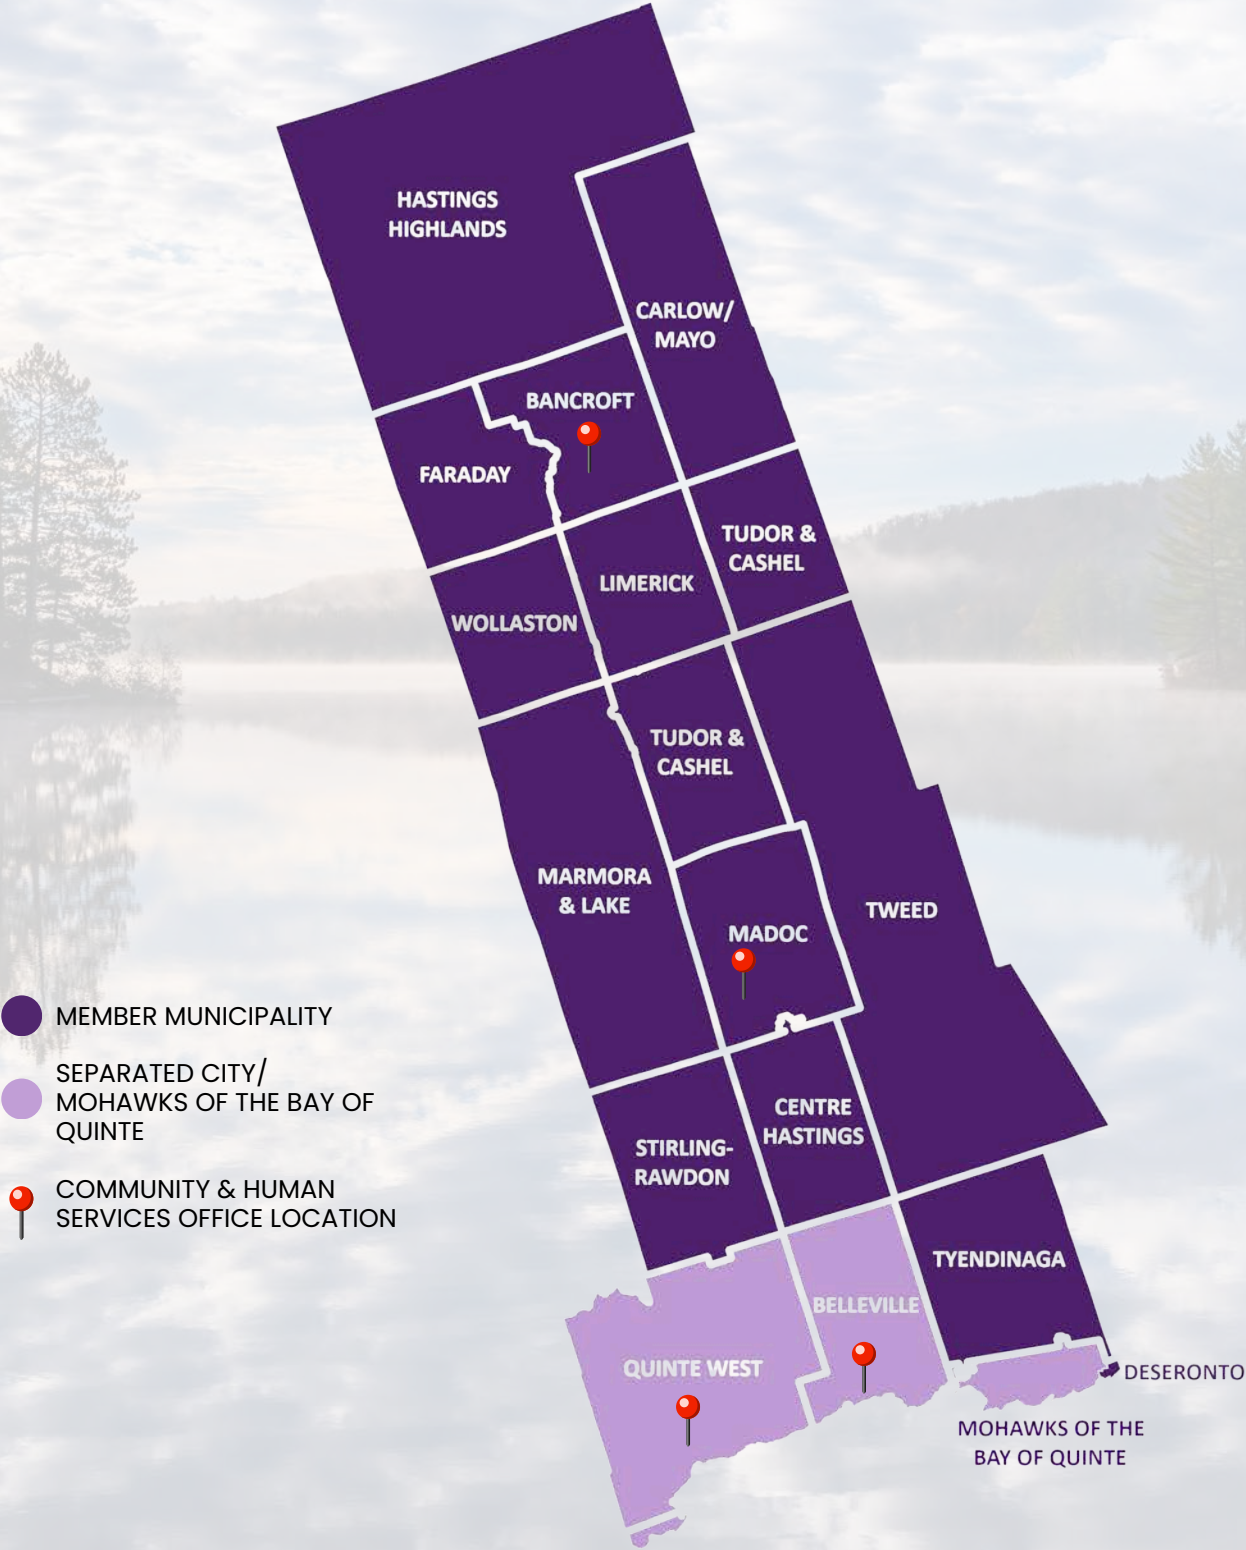 HASTINGS
HIGHLANDS
CARLOW/
MAYO
BANCROFT
FARADAY
TUDOR &
CASHEL
LIMERICK
WOLLASTON
TUDOR &
CASHEL
MARMORA
& LAKE
TWEED
MADOC
MEMBER MUNICIPALITY
SEPARATED CITY/
MOHAWKS OF THE BAY OF
QUINTE
COMMUNITY & HUMAN
SERVICES OFFICE LOCATION
CENTRE
HASTINGS
STIRLING-
RAWDON
TYENDINAGA
BELLEVILLE
QUINTE WEST
DESERONTO
MOHAWKS OF THE
BAY OF QUINTE